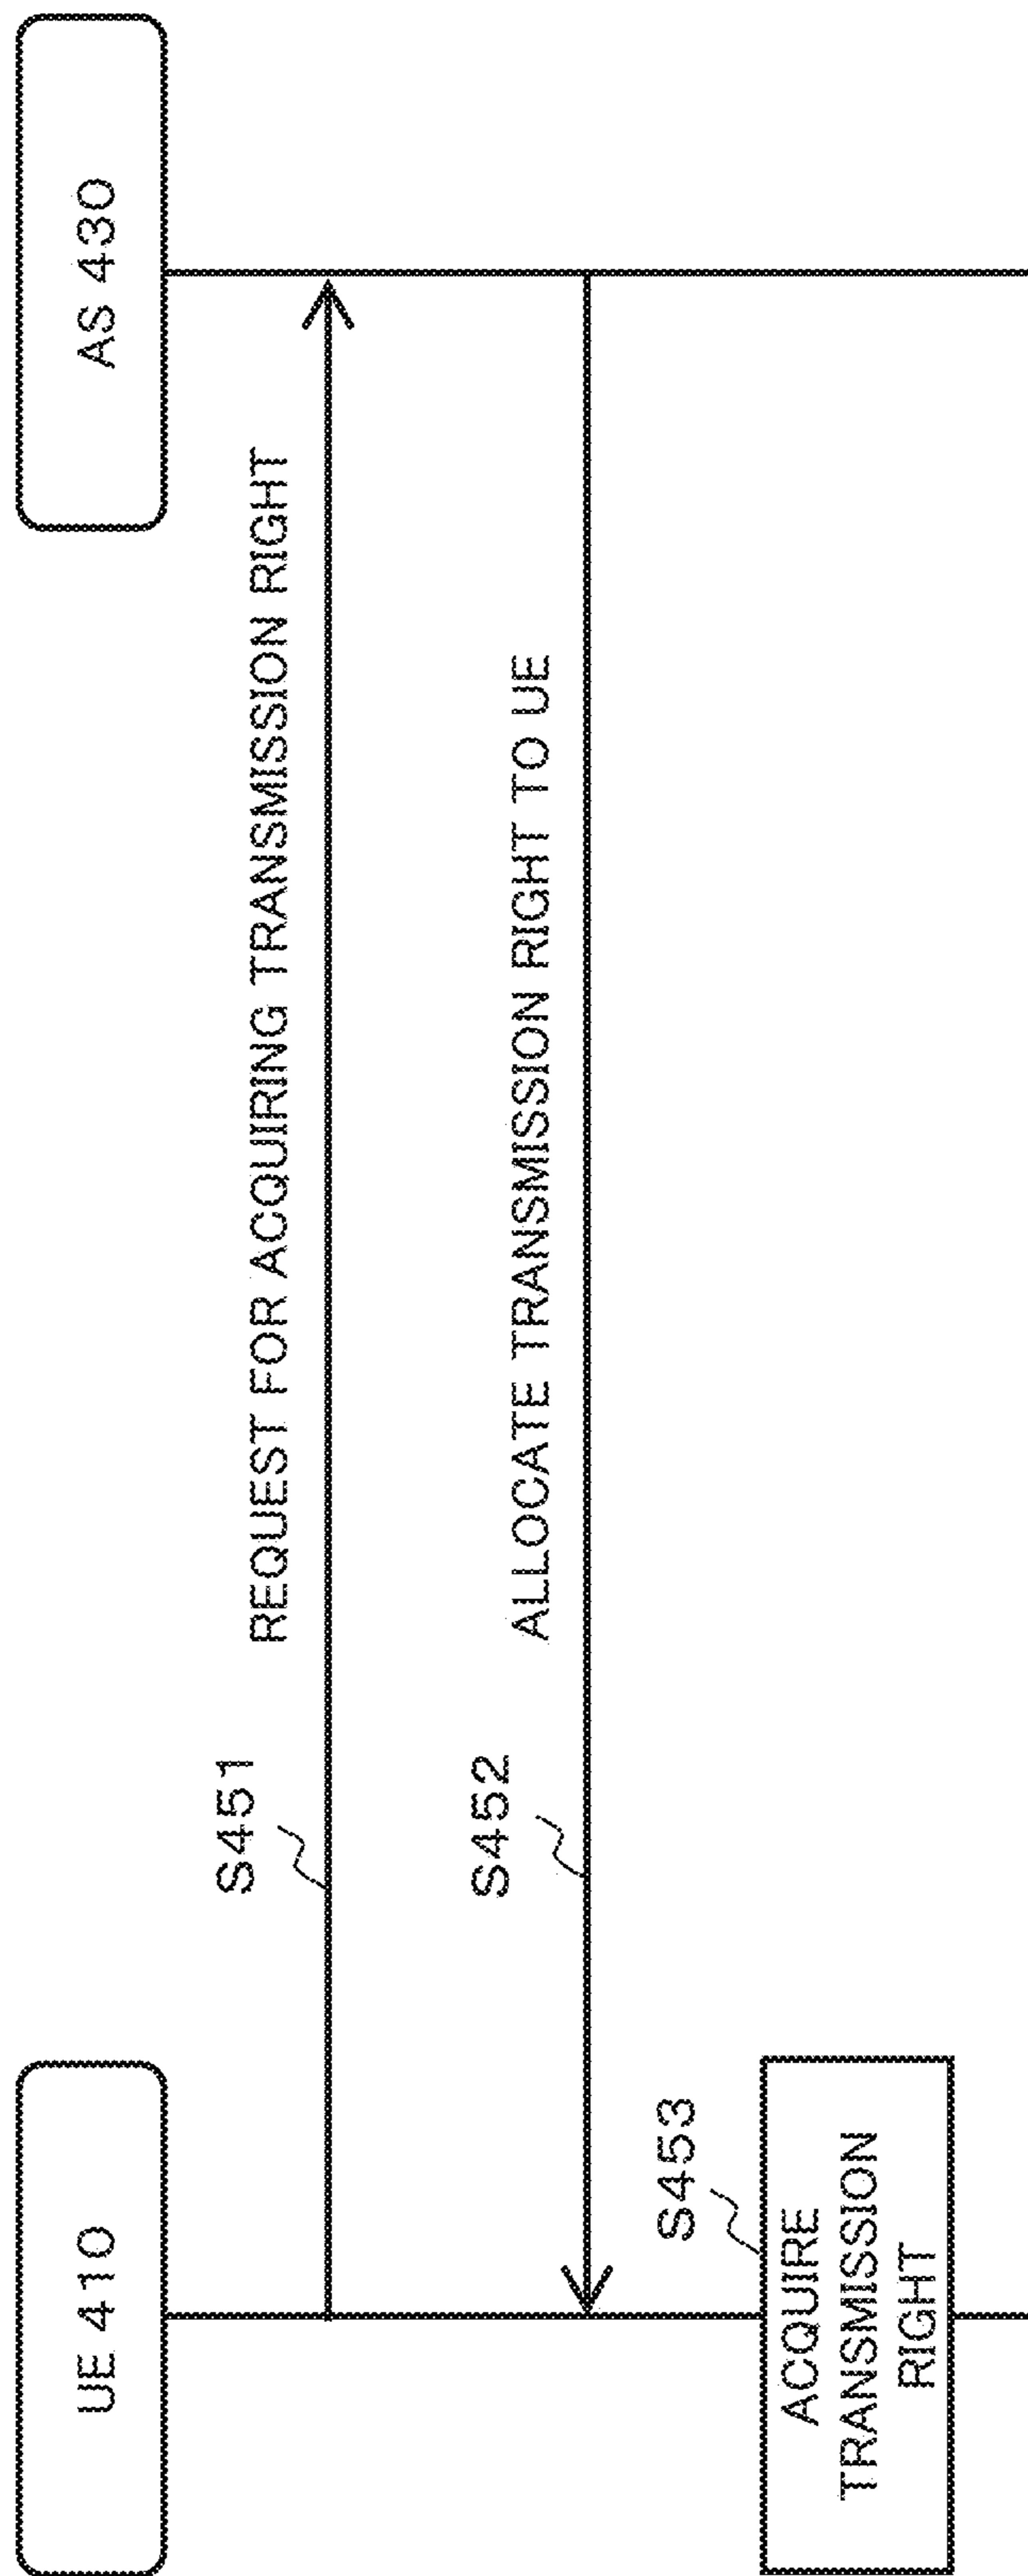 UE 410
AS 430
S451
REQUEST FOR ACQUIRING TRANSMISSION RIGHT
S452
ALLOCATE TRANSMISSION RIGHT TO UE
S453
ACQUIRE
TRANSMISSION
RIGHT